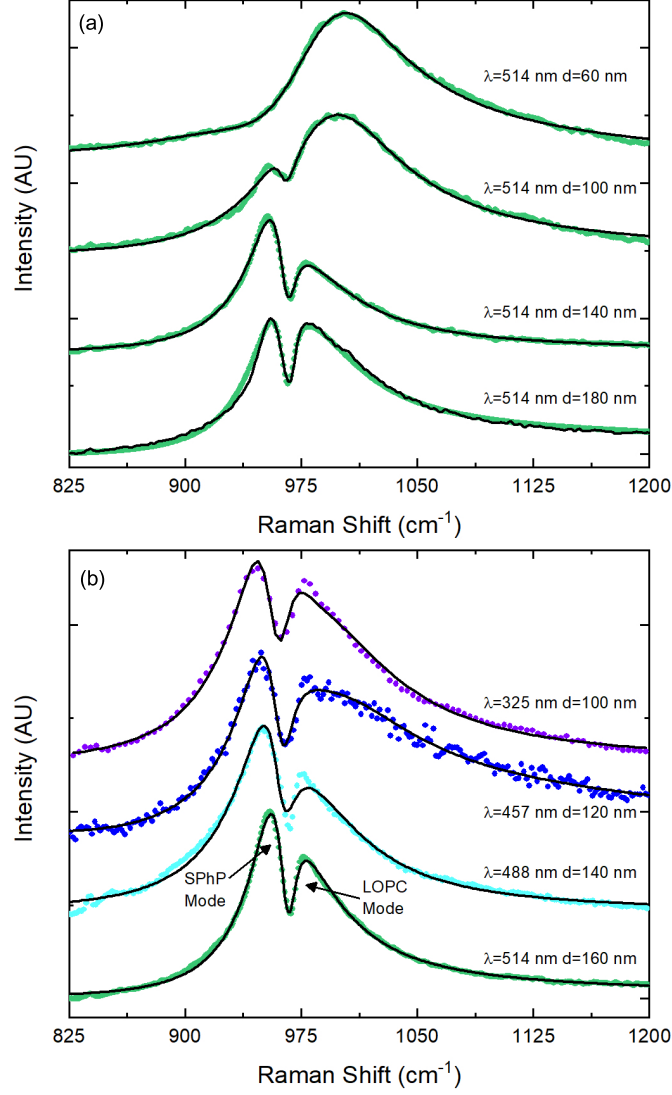 (a)
λ=514 nm d=60 nm
λ=514 nm d=100 nm
λ=514 nm d=140 nm
λ=514 nm d=180 nm
Intensity (AU)
825 900 975 1050 1125 1200
Raman Shift (cm⁻¹)
(b)
λ=325 nm d=100 nm
λ=457 nm d=120 nm
λ=488 nm d=140 nm
SPhP
Mode
LOPC
Mode
λ=514 nm d=160 nm
Intensity (AU)
825 900 975 1050 1125 1200
Raman Shift (cm⁻¹)